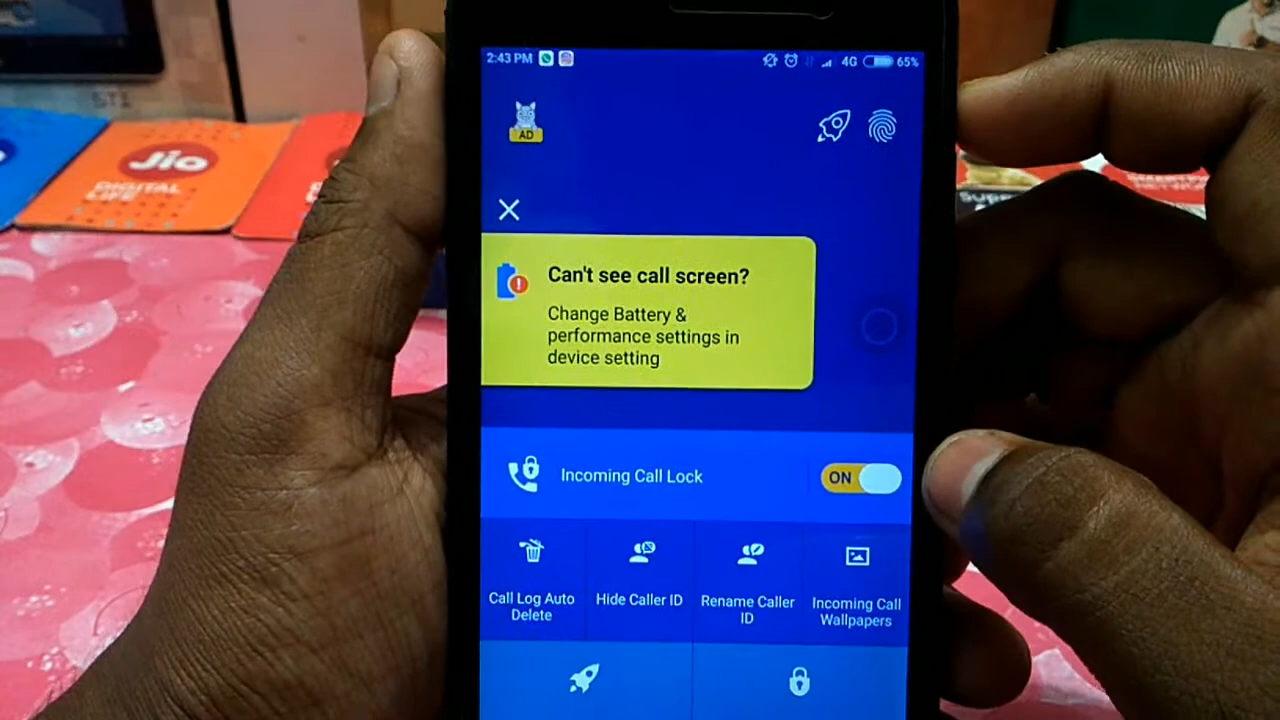 STI
Jio
DIGITAL
LIFE
2:43 PM
4G
65%
AD
Can't see call screen?
Change Battery &
performance settings in
device setting
Incoming Call Lock
ON
Call Log Auto
Delete
Hide Caller ID
Rename Caller
ID
Incoming Call
Wallpapers